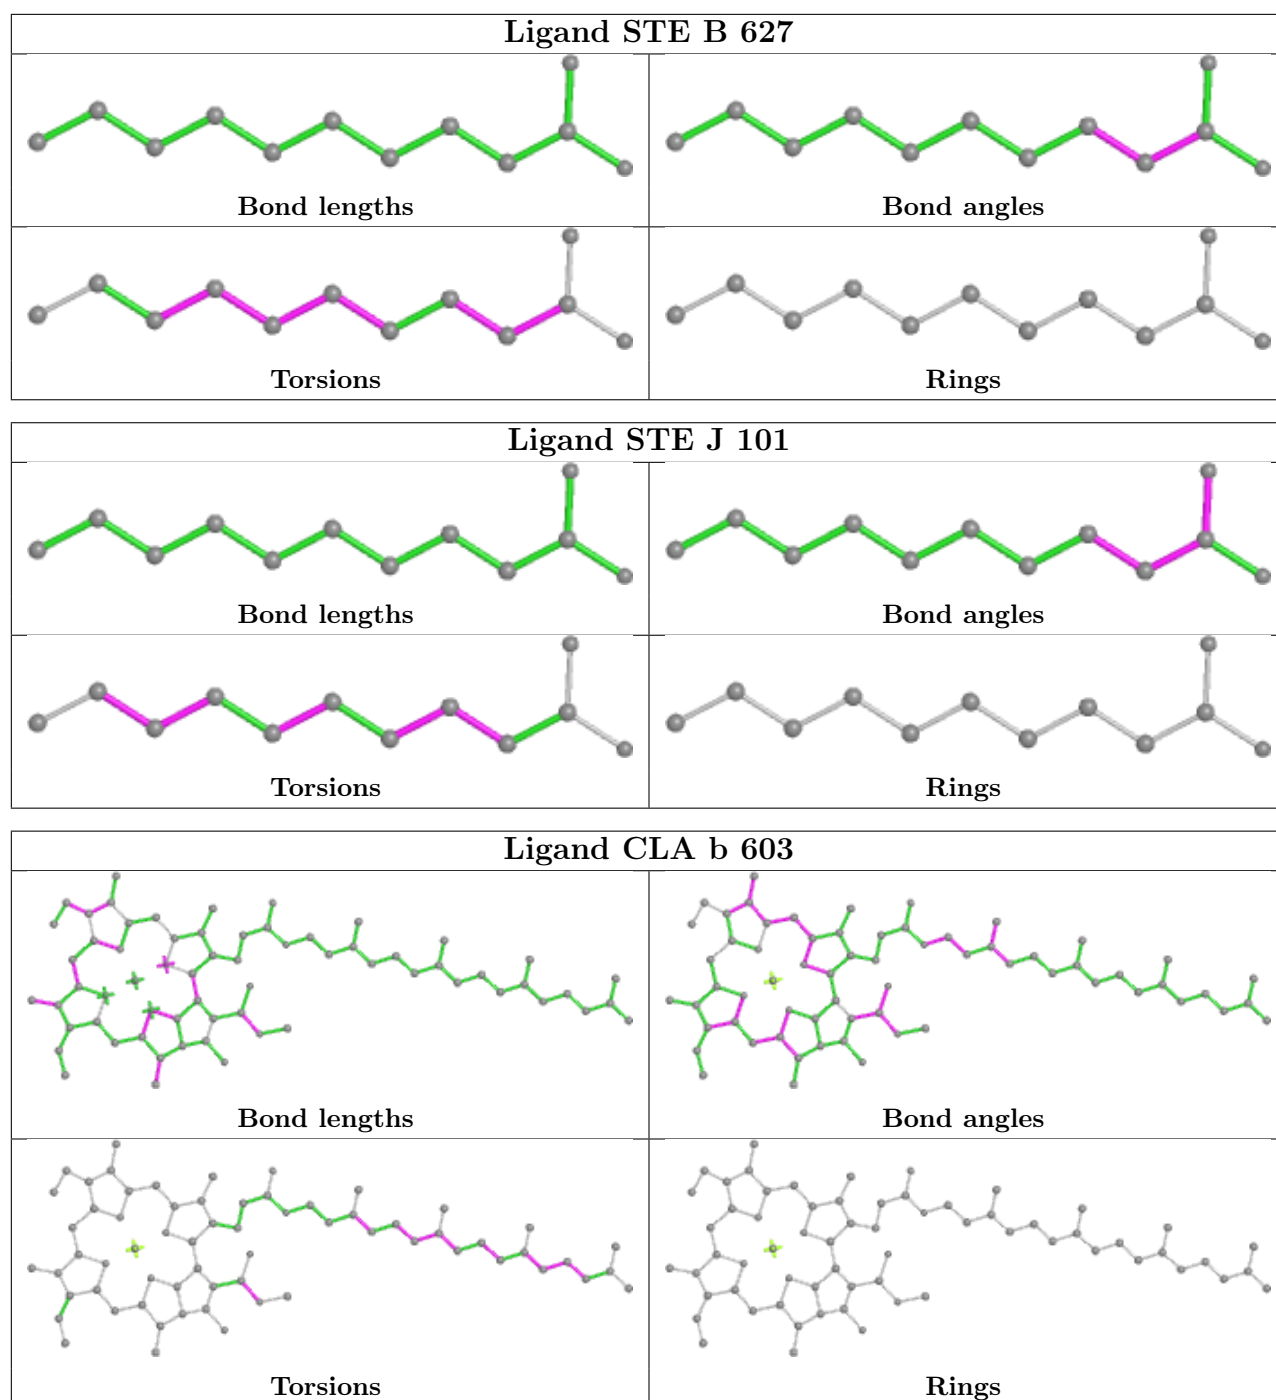 Ligand STE B 627
Bond lengths
Bond angles
Torsions
Rings
Ligand STE J 101
Bond lengths
Bond angles
Torsions
Rings
Ligand CLA b 603
Bond lengths
Bond angles
Torsions
Rings